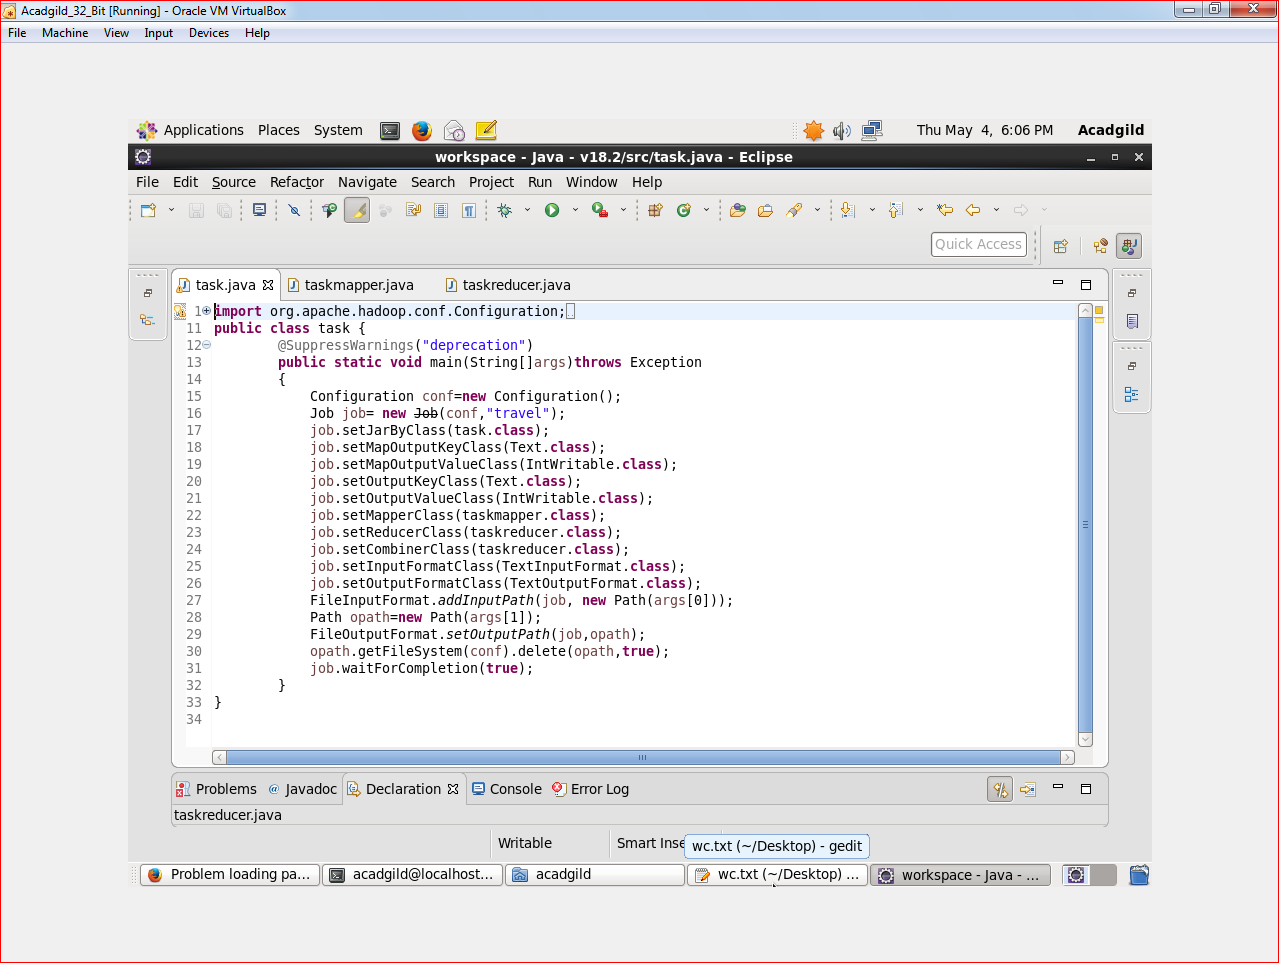 Acadgild_32_Bit [Running] - Oracle VM VirtualBox
File Machine View Input Devices Help
Applications Places System Thu May 4, 6:06 PM Acadgild
workspace - Java - v18.2/src/task.java - Eclipse
File Edit Source Refactor Navigate Search Project Run Window Help
Quick Access
task.java taskmapper.java taskreducer.java
1 import org.apache.hadoop.conf.Configuration;
11 public class task {
12 @SuppressWarnings("deprecation")
13 public static void main(String[]args)throws Exception
14 {
15 Configuration conf=new Configuration();
16 Job job= new Job(conf,"travel");
17 job.setJarByClass(task.class);
18 job.setMapOutputKeyClass(Text.class);
19 job.setMapOutputValueClass(IntWritable.class);
20 job.setOutputKeyClass(Text.class);
21 job.setOutputValueClass(IntWritable.class);
22 job.setMapperClass(taskmapper.class);
23 job.setReducerClass(taskreducer.class);
24 job.setCombinerClass(taskreducer.class);
25 job.setInputFormatClass(TextInputFormat.class);
26 job.setOutputFormatClass(TextOutputFormat.class);
27 FileInputFormat.addInputPath(job, new Path(args[0]));
28 Path opath=new Path(args[1]);
29 FileOutputFormat.setOutputPath(job,opath);
30 opath.getFileSystem(conf).delete(opath,true);
31 job.waitForCompletion(true);
32 }
33 }
34
Problems @ Javadoc Declaration Console Error Log
taskreducer.java
Writable Smart Inse wc.txt (~/Desktop) - gedit
Problem loading pa... acadgild@localhost... acadgild wc.txt (~/Desktop) ... workspace - Java - ...